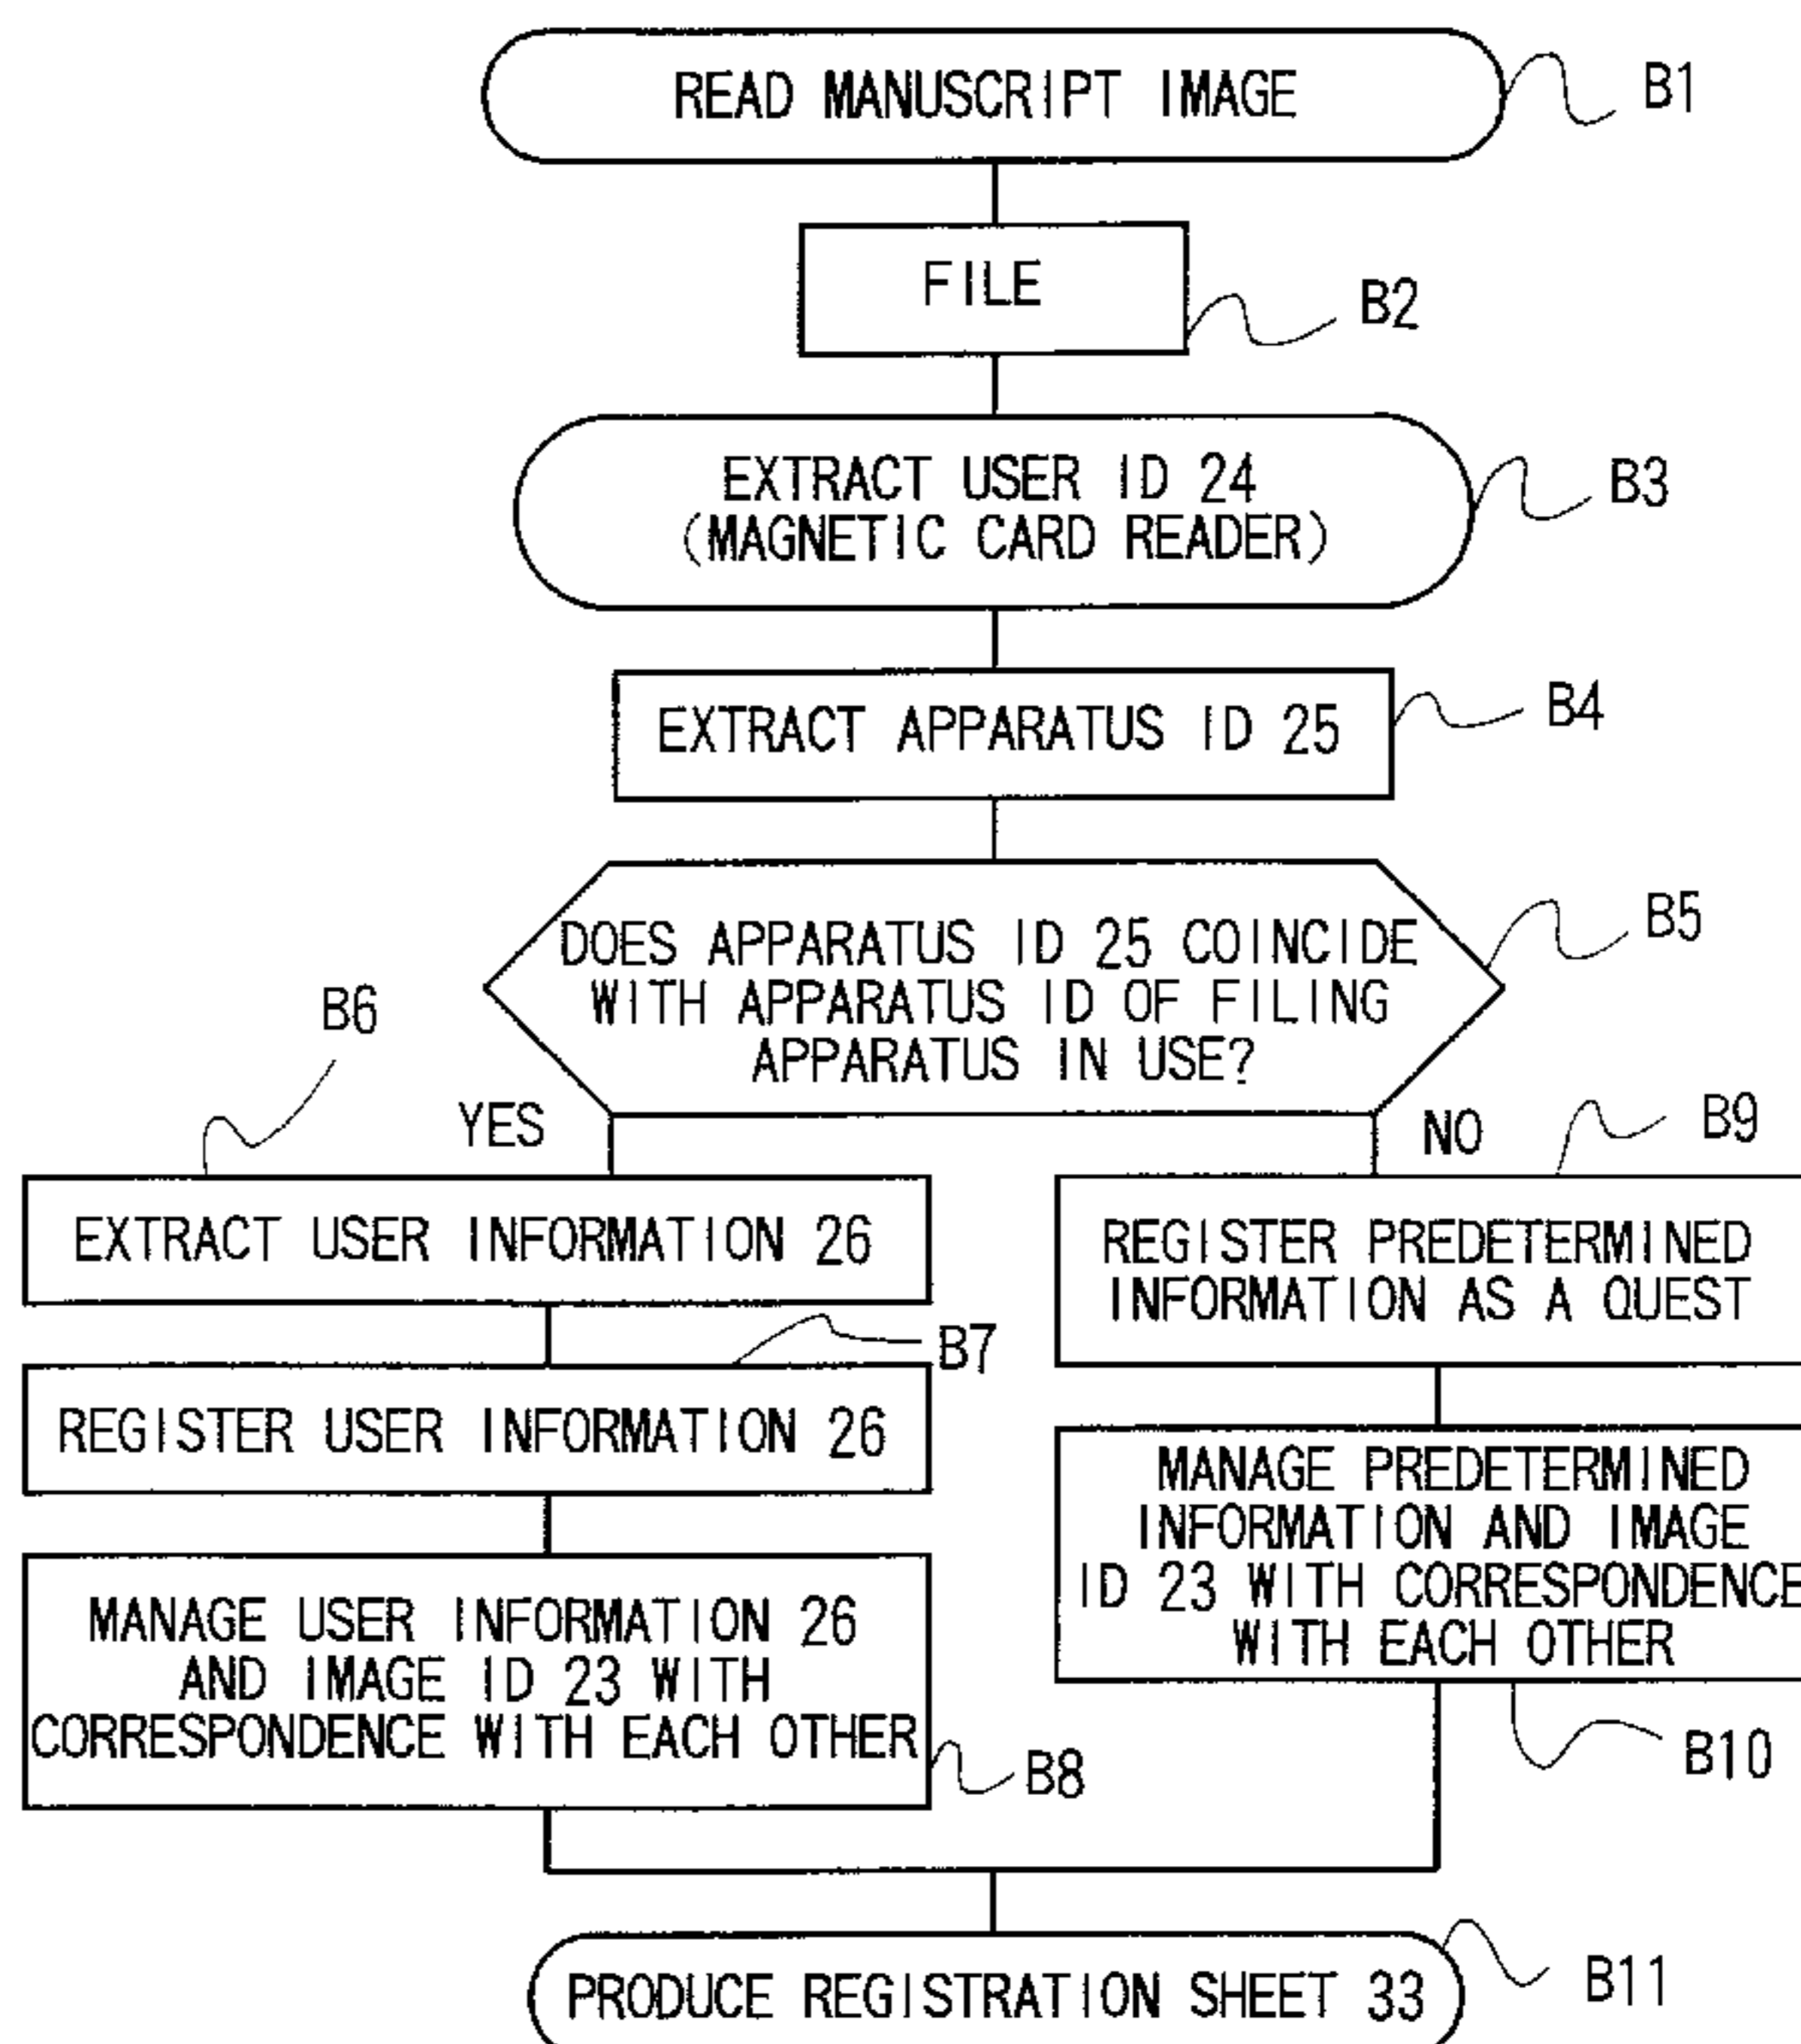 READ MANUSCRIPT IMAGE
B1
FILE
B2
EXTRACT USER ID 24
(MAGNETIC CARD READER)
B3
EXTRACT APPARATUS ID 25
B4
DOES APPARATUS ID 25 COINCIDE
WITH APPARATUS ID OF FILING
APPARATUS IN USE?
B5
YES
NO
B6
EXTRACT USER INFORMATION 26
B7
REGISTER USER INFORMATION 26
MANAGE USER INFORMATION 26
AND IMAGE ID 23 WITH
CORRESPONDENCE WITH EACH OTHER
B8
B9
REGISTER PREDETERMINED
INFORMATION AS A QUEST
MANAGE PREDETERMINED
INFORMATION AND IMAGE
ID 23 WITH CORRESPONDENCE
WITH EACH OTHER
B10
PRODUCE REGISTRATION SHEET 33
B11